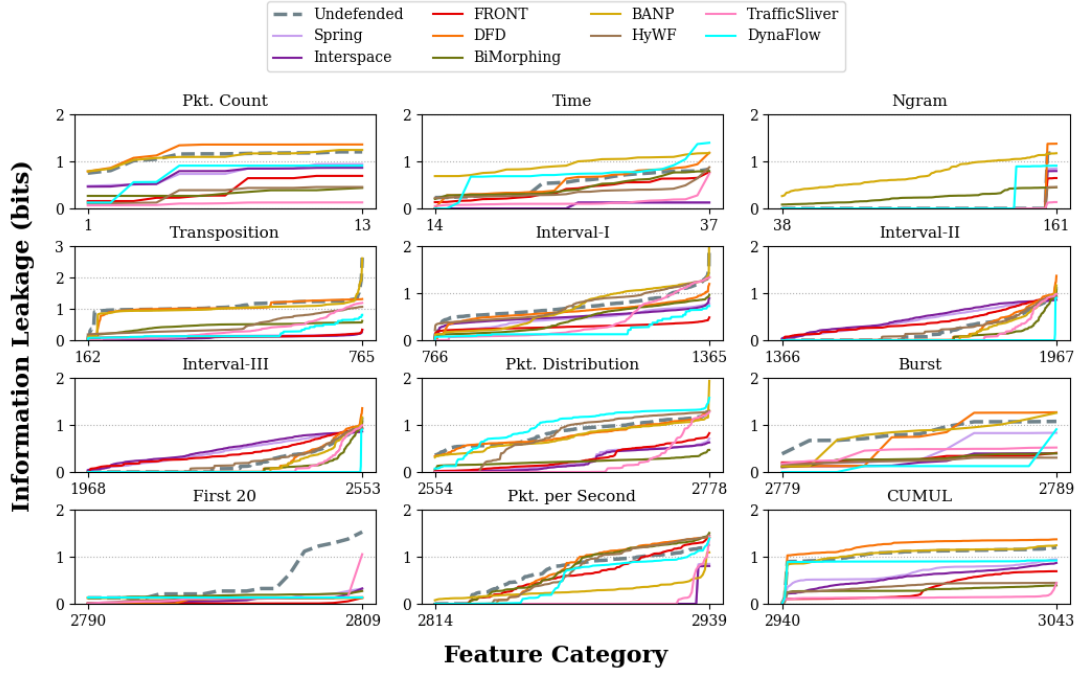 Undefended FRONT BANP TrafficSliver
Spring DFD HyWF DynaFlow
Interspace BiMorphing
Pkt. Count Time Ngram
2 2 2
1 1 1
0 0 0
1 13 14 37 38 161
Transposition Interval-I Interval-II
3 2 2
2
1 1 1
0 0 0
162 765 766 1365 1366 1967
Interval-III Pkt. Distribution Burst
2 2 2
1 1 1
0 0 0
1968 2553 2554 2778 2779 2789
First 20 Pkt. per Second CUMUL
2 2 2
1 1 1
0 0 0
2790 2809 2814 2939 2940 3043
Information Leakage (bits)
Feature Category